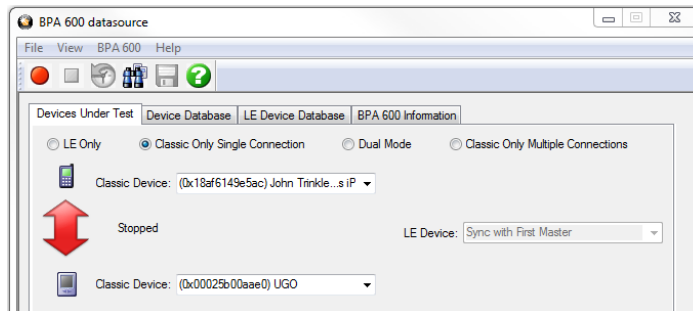 BPA 600 datasource
File View BPA 600 Help
Devices Under Test Device Database LE Device Database BPA 600 Information
LE Only Classic Only Single Connection Dual Mode Classic Only Multiple Connections
Classic Device: (0x18af6149e5ac) John Trinkle...s iP
Stopped
LE Device: Sync with First Master
Classic Device: (0x00025b00aae0) UGO